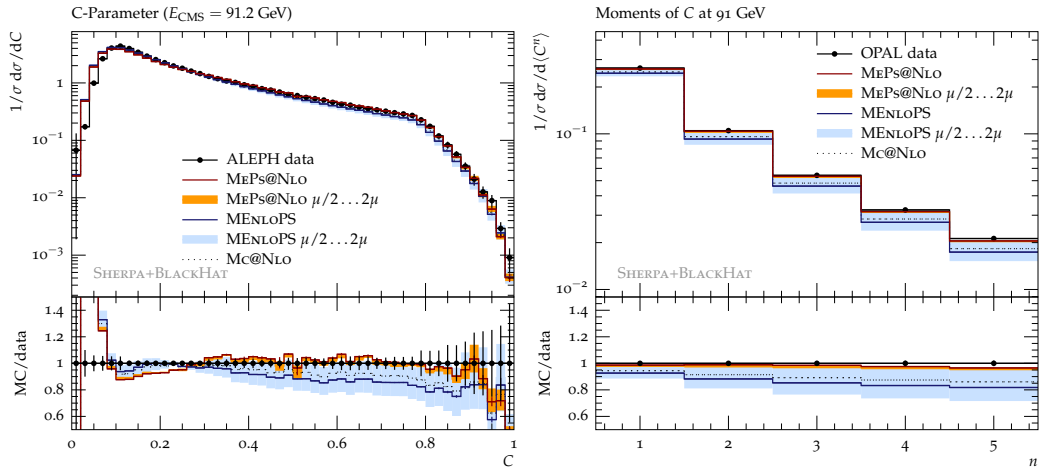 C-Parameter (E_CMS = 91.2 GeV)
1/σ dσ/dC
1
10⁻¹
10⁻²
10⁻³
ALEPH data
MEPS@NLO
MEPS@NLO μ/2...2μ
MENLOPS
MENLOPS μ/2...2μ
MC@NLO
SHERPA+BLACKHAT
MC/data
1.4
1.2
1
0.8
0.6
0 0.2 0.4 0.6 0.8 1
C
Moments of C at 91 GeV
1/σ dσ/d⟨Cⁿ⟩
10⁻¹
10⁻²
OPAL data
MEPS@NLO
MEPS@NLO μ/2...2μ
MENLOPS
MENLOPS μ/2...2μ
MC@NLO
SHERPA+BLACKHAT
MC/data
1.4
1.2
1
0.8
0.6
1 2 3 4 5
n